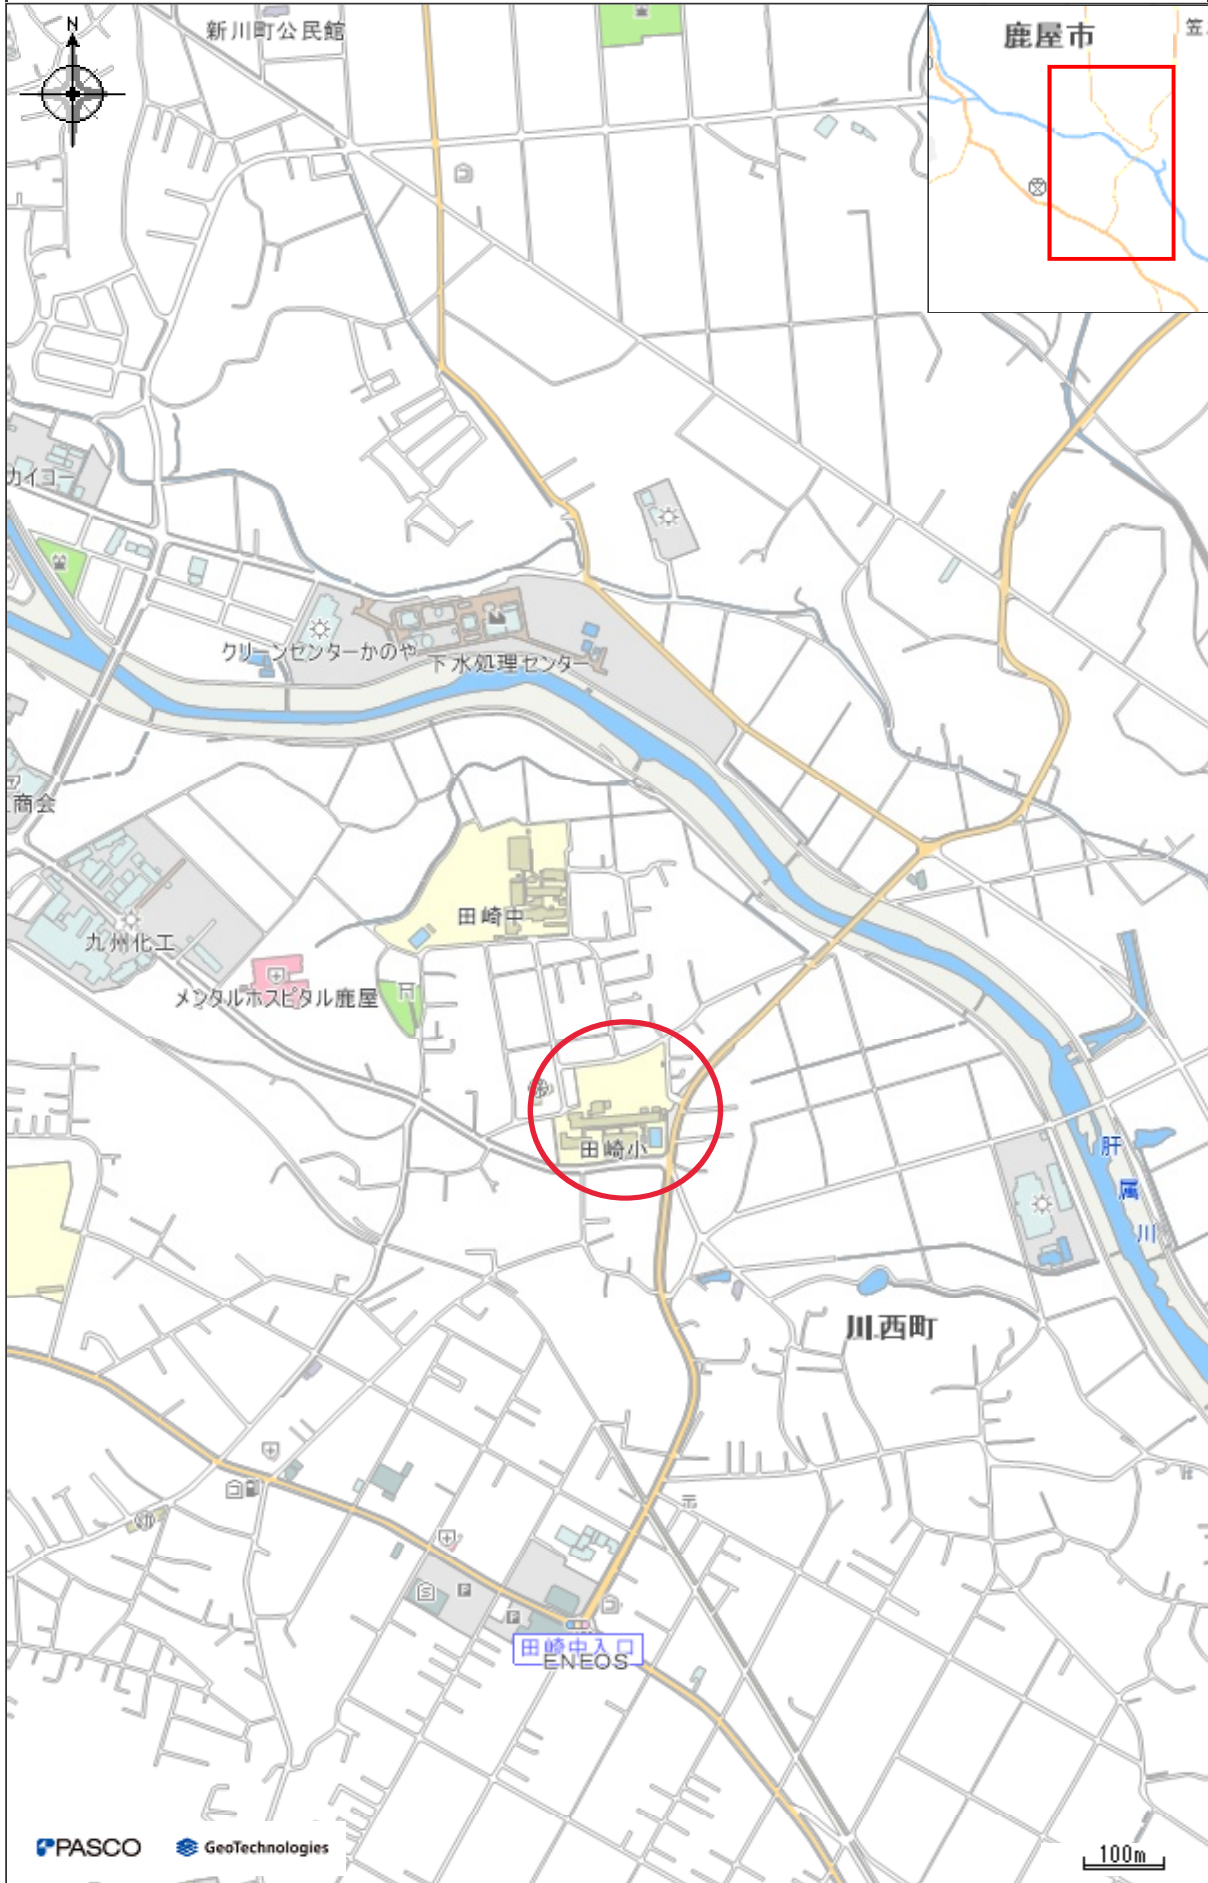 N
新川町公民館
鹿屋市
笠
カイヨー
クリーンセンターかのや
下水処理センター
商会
田崎中
九州化工
メンタルホスピタル鹿屋
田崎小
肝
属
川
川西町
田崎中入口
ENEOS
PASCO
GeoTechnologies
100m